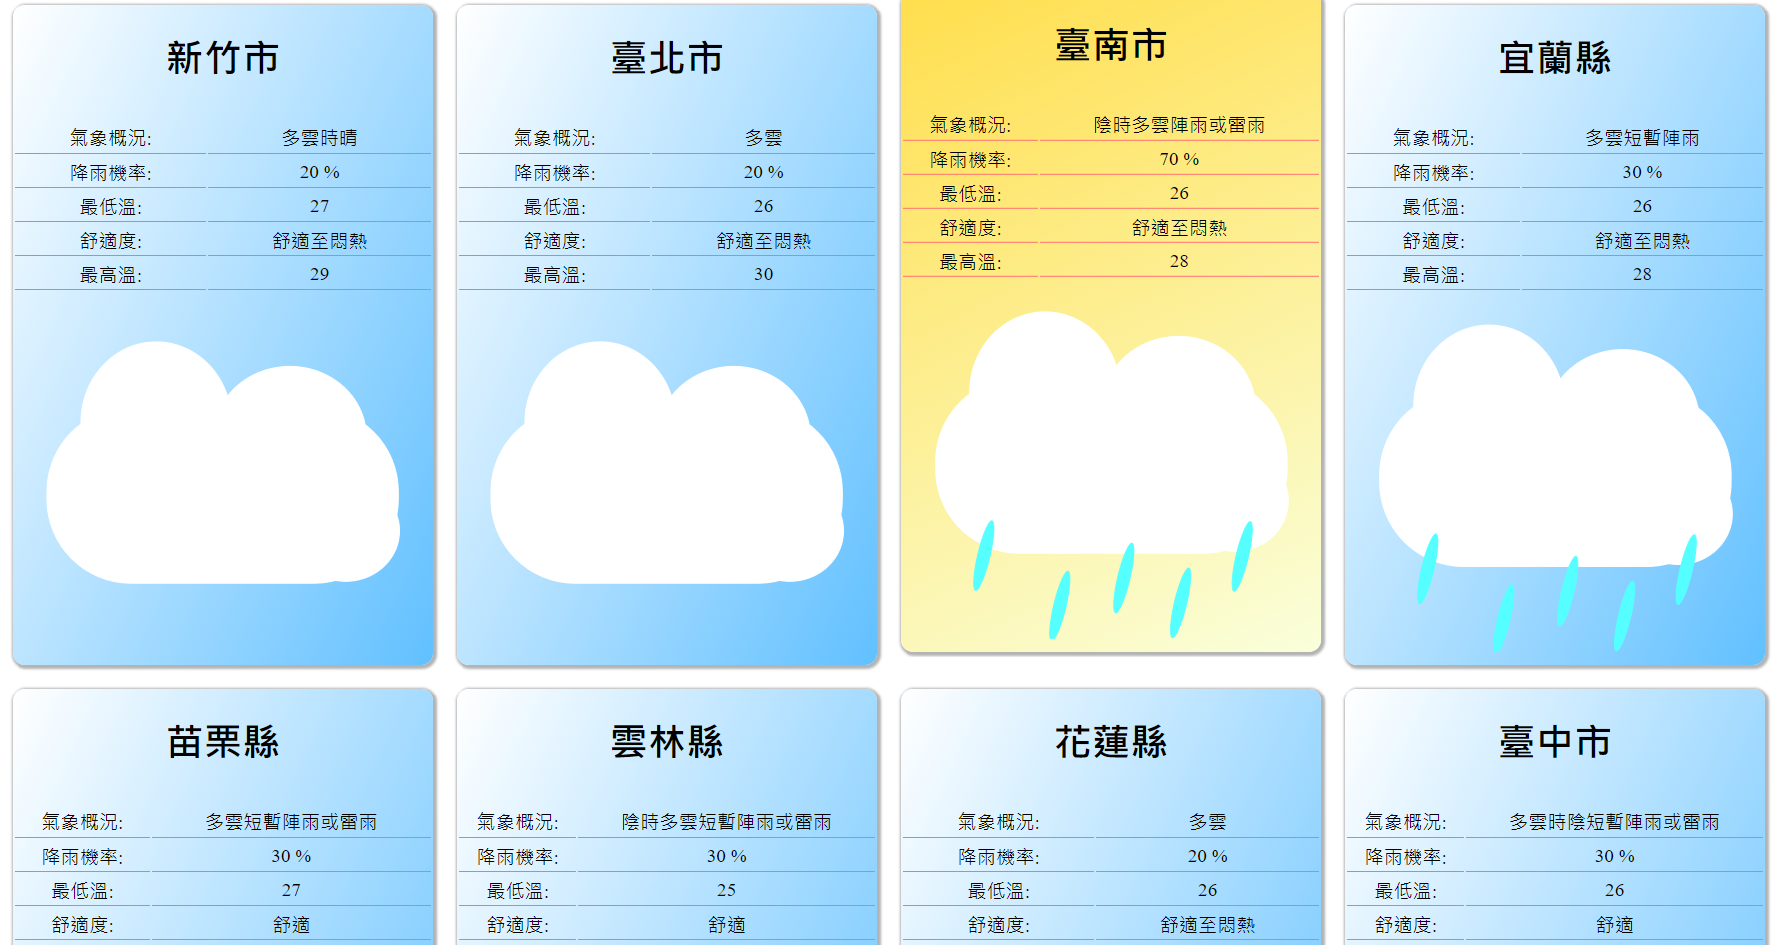 新竹市
氣象概況: 多雲時晴
降雨機率: 20 %
最低溫: 27
舒適度: 舒適至悶熱
最高溫: 29
臺北市
氣象概況: 多雲
降雨機率: 20 %
最低溫: 26
舒適度: 舒適至悶熱
最高溫: 30
臺南市
氣象概況: 陰時多雲陣雨或雷雨
降雨機率: 70 %
最低溫: 26
舒適度: 舒適至悶熱
最高溫: 28
宜蘭縣
氣象概況: 多雲短暫陣雨
降雨機率: 30 %
最低溫: 26
舒適度: 舒適至悶熱
最高溫: 28
苗栗縣
氣象概況: 多雲短暫陣雨或雷雨
降雨機率: 30 %
最低溫: 27
舒適度: 舒適
雲林縣
氣象概況: 陰時多雲短暫陣雨或雷雨
降雨機率: 30 %
最低溫: 25
舒適度: 舒適
花蓮縣
氣象概況: 多雲
降雨機率: 20 %
最低溫: 26
舒適度: 舒適至悶熱
臺中市
氣象概況: 多雲時陰短暫陣雨或雷雨
降雨機率: 30 %
最低溫: 26
舒適度: 舒適